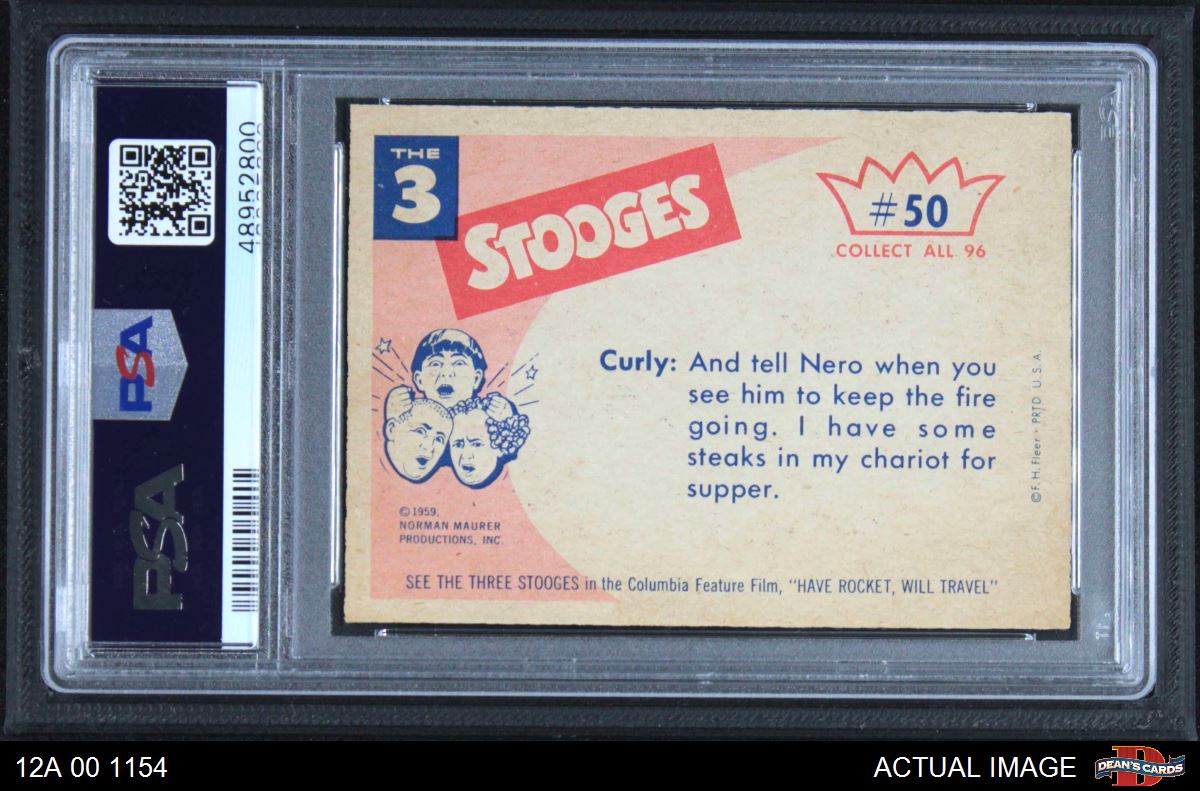 48952800
PSA
PSA
THE
3
STOOGES
#50
COLLECT ALL 96
Curly: And tell Nero when you
see him to keep the fire
going. I have some
steaks in my chariot for
supper.
© F. H. Fleer · PRTD U.S.A.
© 1959,
NORMAN MAURER
PRODUCTIONS, INC.
SEE THE THREE STOOGES in the Columbia Feature Film, "HAVE ROCKET, WILL TRAVEL"
12A 00 1154
ACTUAL IMAGE
DEAN'S CARDS